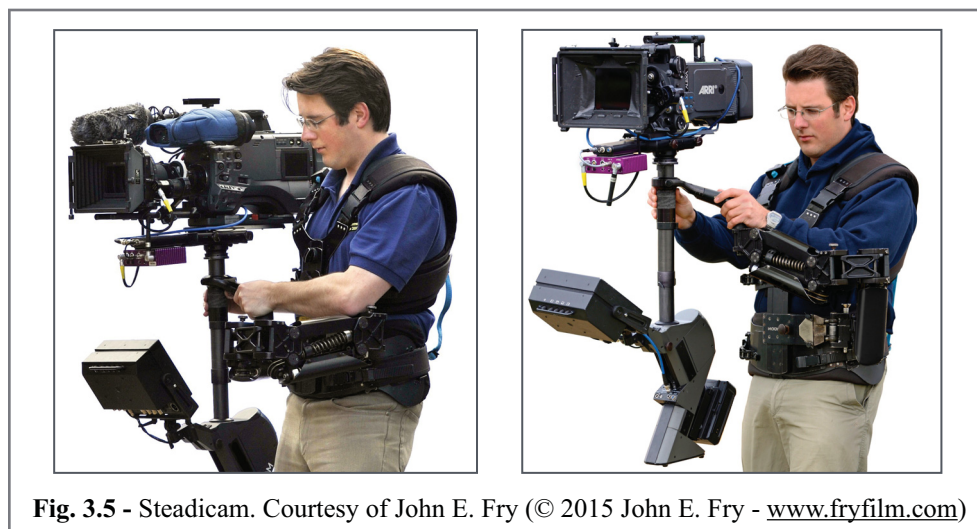 ARRI
Fig. 3.5 - Steadicam. Courtesy of John E. Fry (© 2015 John E. Fry - www.fryfilm.com)